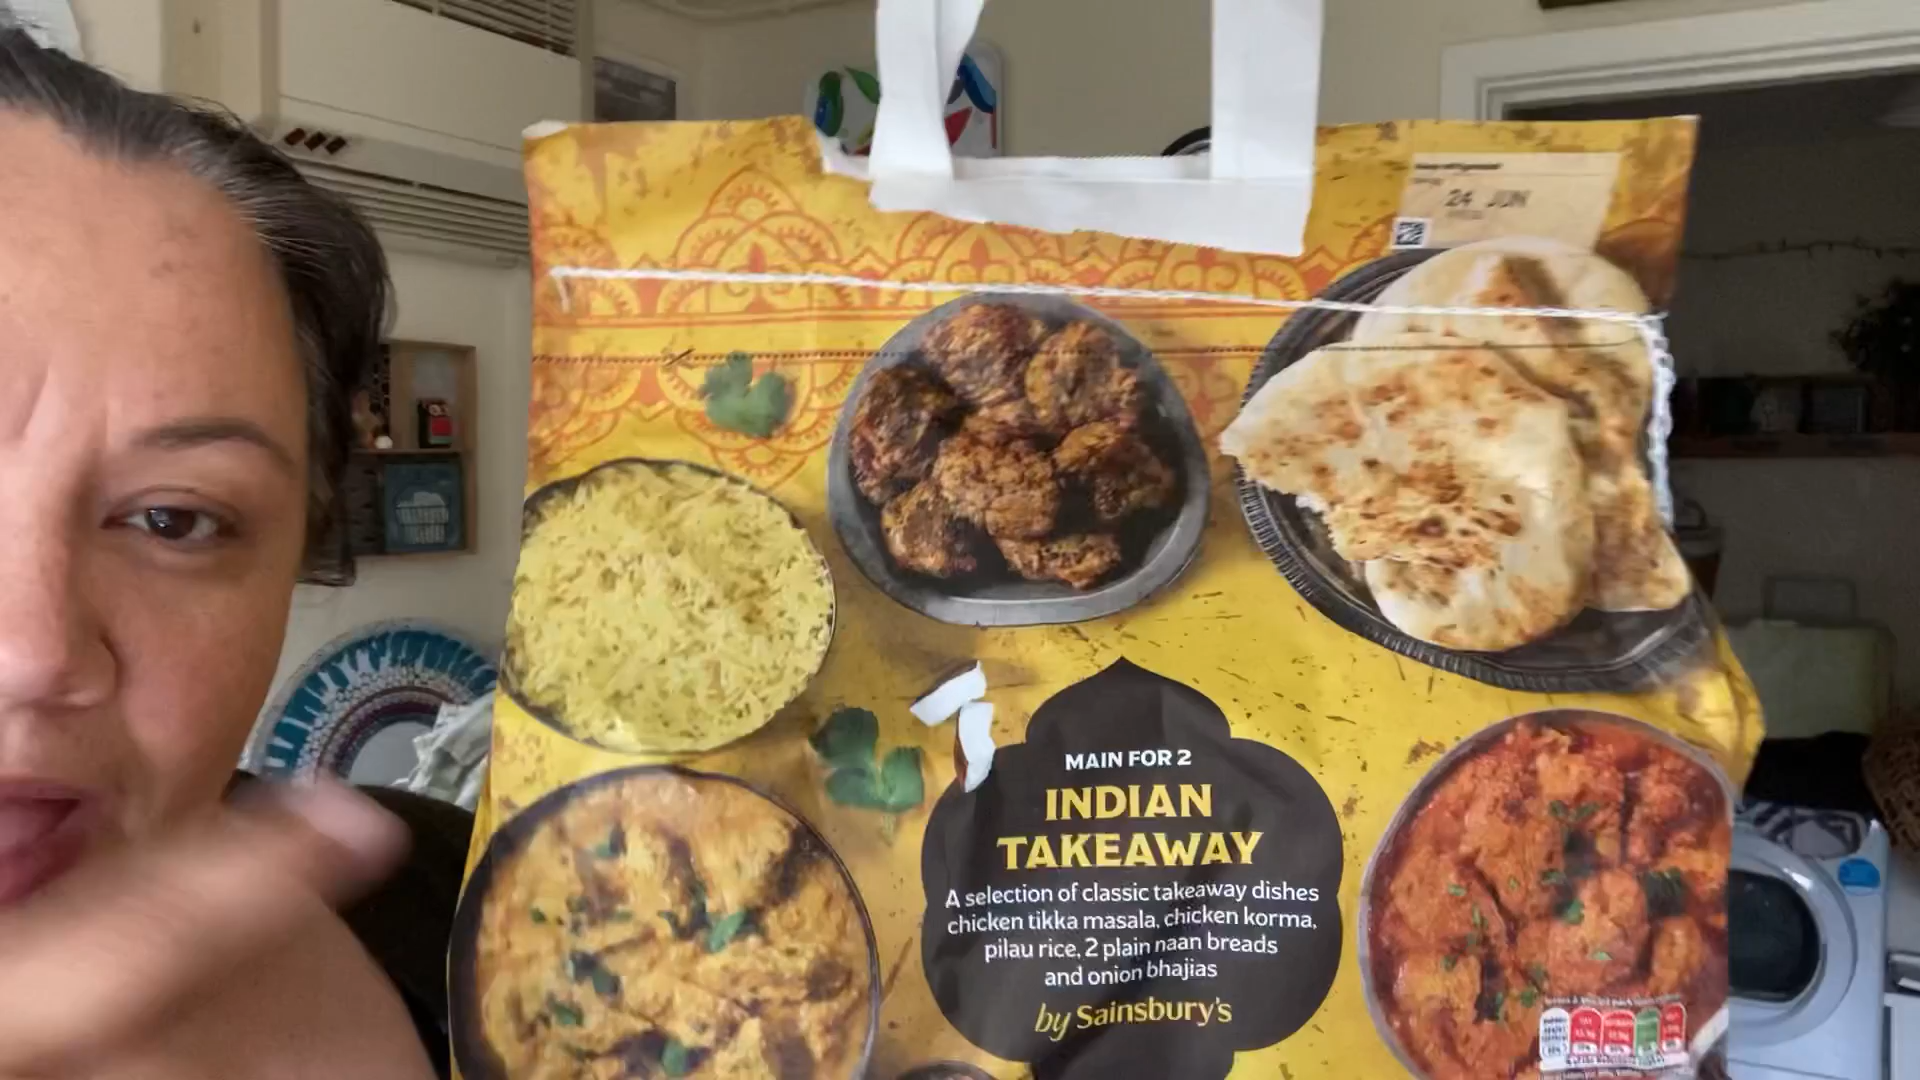 24 JUN
MAIN FOR 2
INDIAN
TAKEAWAY
A selection of classic takeaway dishes
chicken tikka masala, chicken korma,
pilau rice, 2 plain naan breads
and onion bhajias
by Sainsbury's